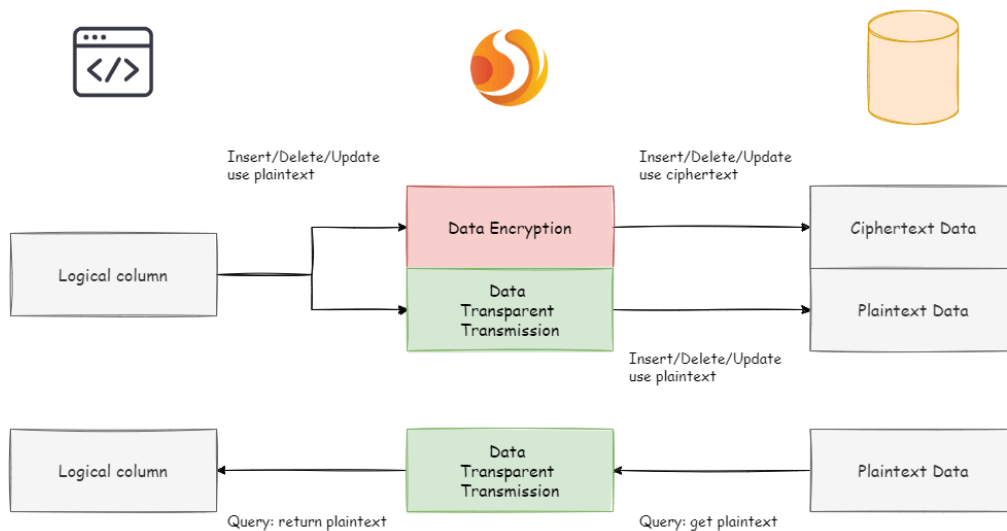 </>
Insert/Delete/Update
use plaintext
Insert/Delete/Update
use ciphertext
Logical column
Data Encryption
Ciphertext Data
Data
Transparent
Transmission
Plaintext Data
Insert/Delete/Update
use plaintext
Logical column
Data
Transparent
Transmission
Plaintext Data
Query: return plaintext
Query: get plaintext